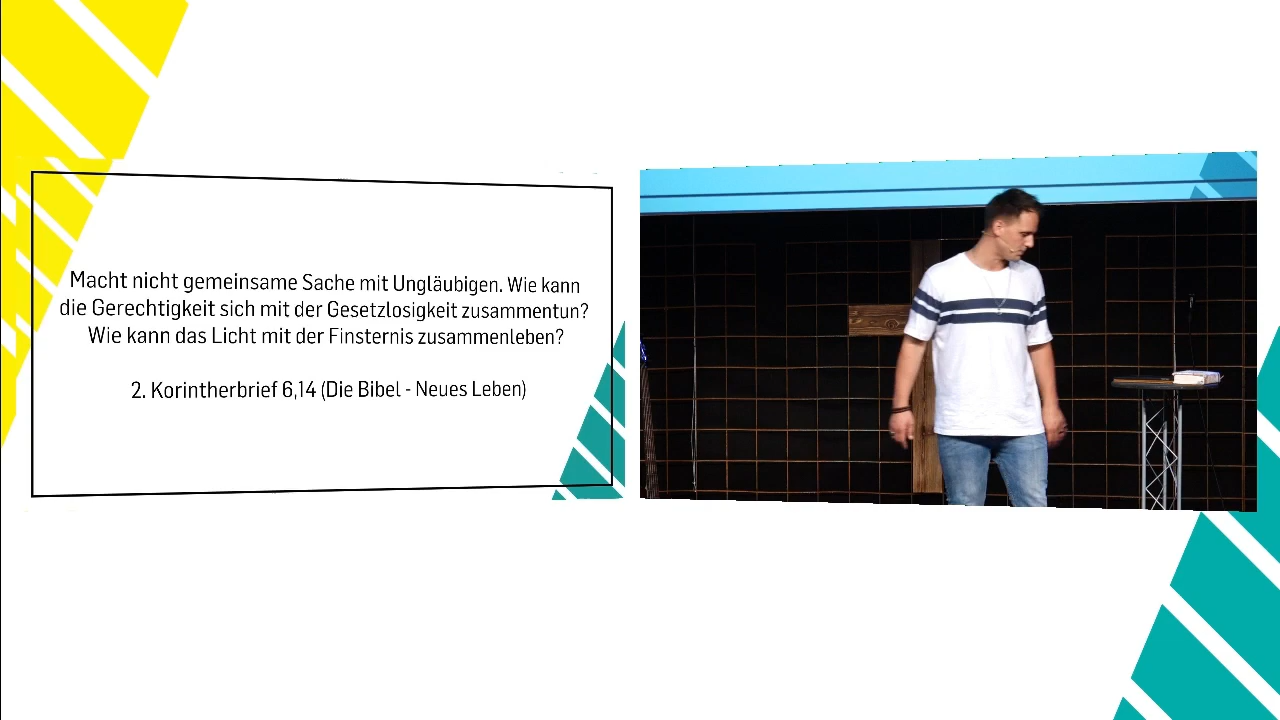 Macht nicht gemeinsame Sache mit Ungläubigen. Wie kann
die Gerechtigkeit sich mit der Gesetzlosigkeit zusammentun?
Wie kann das Licht mit der Finsternis zusammenleben?
2. Korintherbrief 6,14 (Die Bibel - Neues Leben)